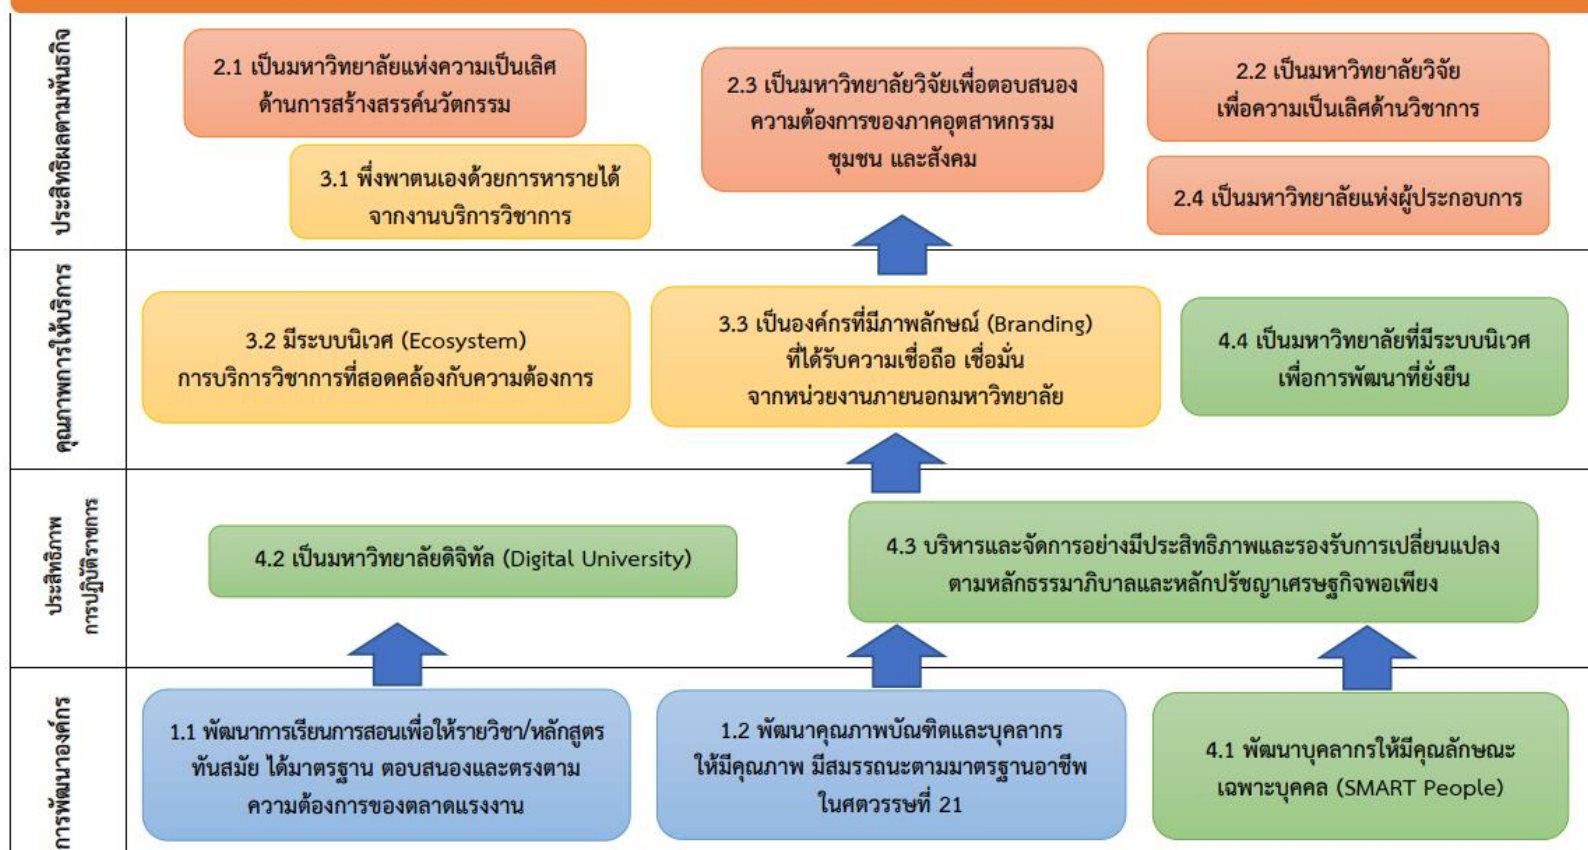 ประสิทธิผลตามพันธกิจ
2.1 เป็นมหาวิทยาลัยแห่งความเป็นเลิศ
ด้านการสร้างสรรค์นวัตกรรม
3.1 พึ่งพาตนเองด้วยการหารายได้
จากงานบริการวิชาการ
2.3 เป็นมหาวิทยาลัยวิจัยเพื่อตอบสนอง
ความต้องการของภาคอุตสาหกรรม
ชุมชน และสังคม
2.2 เป็นมหาวิทยาลัยวิจัย
เพื่อความเป็นเลิศด้านวิชาการ
2.4 เป็นมหาวิทยาลัยแห่งผู้ประกอบการ
คุณภาพการให้บริการ
3.2 มีระบบนิเวศ (Ecosystem)
การบริการวิชาการที่สอดคล้องกับความต้องการ
3.3 เป็นองค์กรที่มีภาพลักษณ์ (Branding)
ที่ได้รับความเชื่อถือ เชื่อมั่น
จากหน่วยงานภายนอกมหาวิทยาลัย
4.4 เป็นมหาวิทยาลัยที่มีระบบนิเวศ
เพื่อการพัฒนาที่ยั่งยืน
ประสิทธิภาพ
การปฏิบัติราชการ
4.2 เป็นมหาวิทยาลัยดิจิทัล (Digital University)
4.3 บริหารและจัดการอย่างมีประสิทธิภาพและรองรับการเปลี่ยนแปลง
ตามหลักธรรมาภิบาลและหลักปรัชญาเศรษฐกิจพอเพียง
การพัฒนาองค์กร
1.1 พัฒนาการเรียนการสอนเพื่อให้รายวิชา/หลักสูตร
ทันสมัย ได้มาตรฐาน ตอบสนองและตรงตาม
ความต้องการของตลาดแรงงาน
1.2 พัฒนาคุณภาพบัณฑิตและบุคลากร
ให้มีคุณภาพ มีสมรรถนะตามมาตรฐานอาชีพ
ในศตวรรษที่ 21
4.1 พัฒนาบุคลากรให้มีคุณลักษณะ
เฉพาะบุคคล (SMART People)